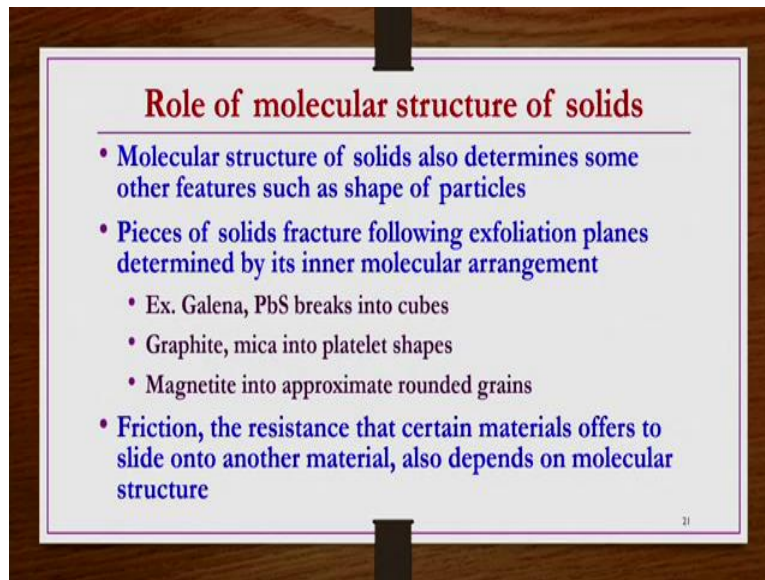 Role of molecular structure of solids
• Molecular structure of solids also determines some
other features such as shape of particles
• Pieces of solids fracture following exfoliation planes
determined by its inner molecular arrangement
• Ex. Galena, PbS breaks into cubes
• Graphite, mica into platelet shapes
• Magnetite into approximate rounded grains
• Friction, the resistance that certain materials offers to
slide onto another material, also depends on molecular
structure
21